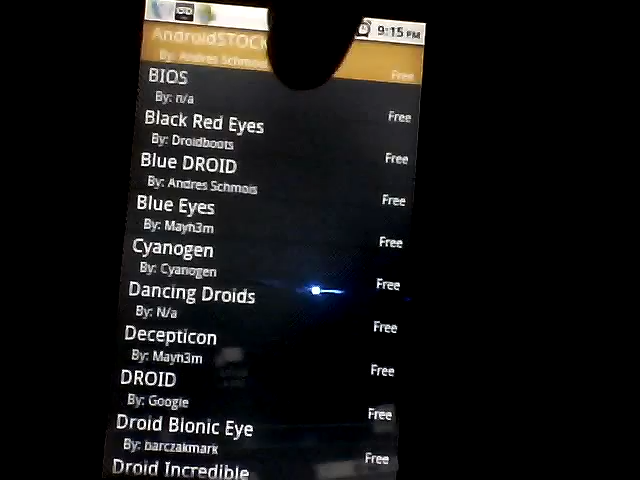 9:15 PM
AndroidSTOCK
By: Andres Schmois
Free
BIOS
By: n/a
Free
Black Red Eyes
By: Droidboots
Free
Blue DROID
By: Andres Schmois
Free
Blue Eyes
By: Mayn3m
Free
Cyanogen
By: Cyanogen
Free
Dancing Droids
By: N/a
Free
Decepticon
By: Mayn3m
Free
DROID
By: Google
Free
Droid Bionic Eye
By: barczakmark
Free
Droid Incredible